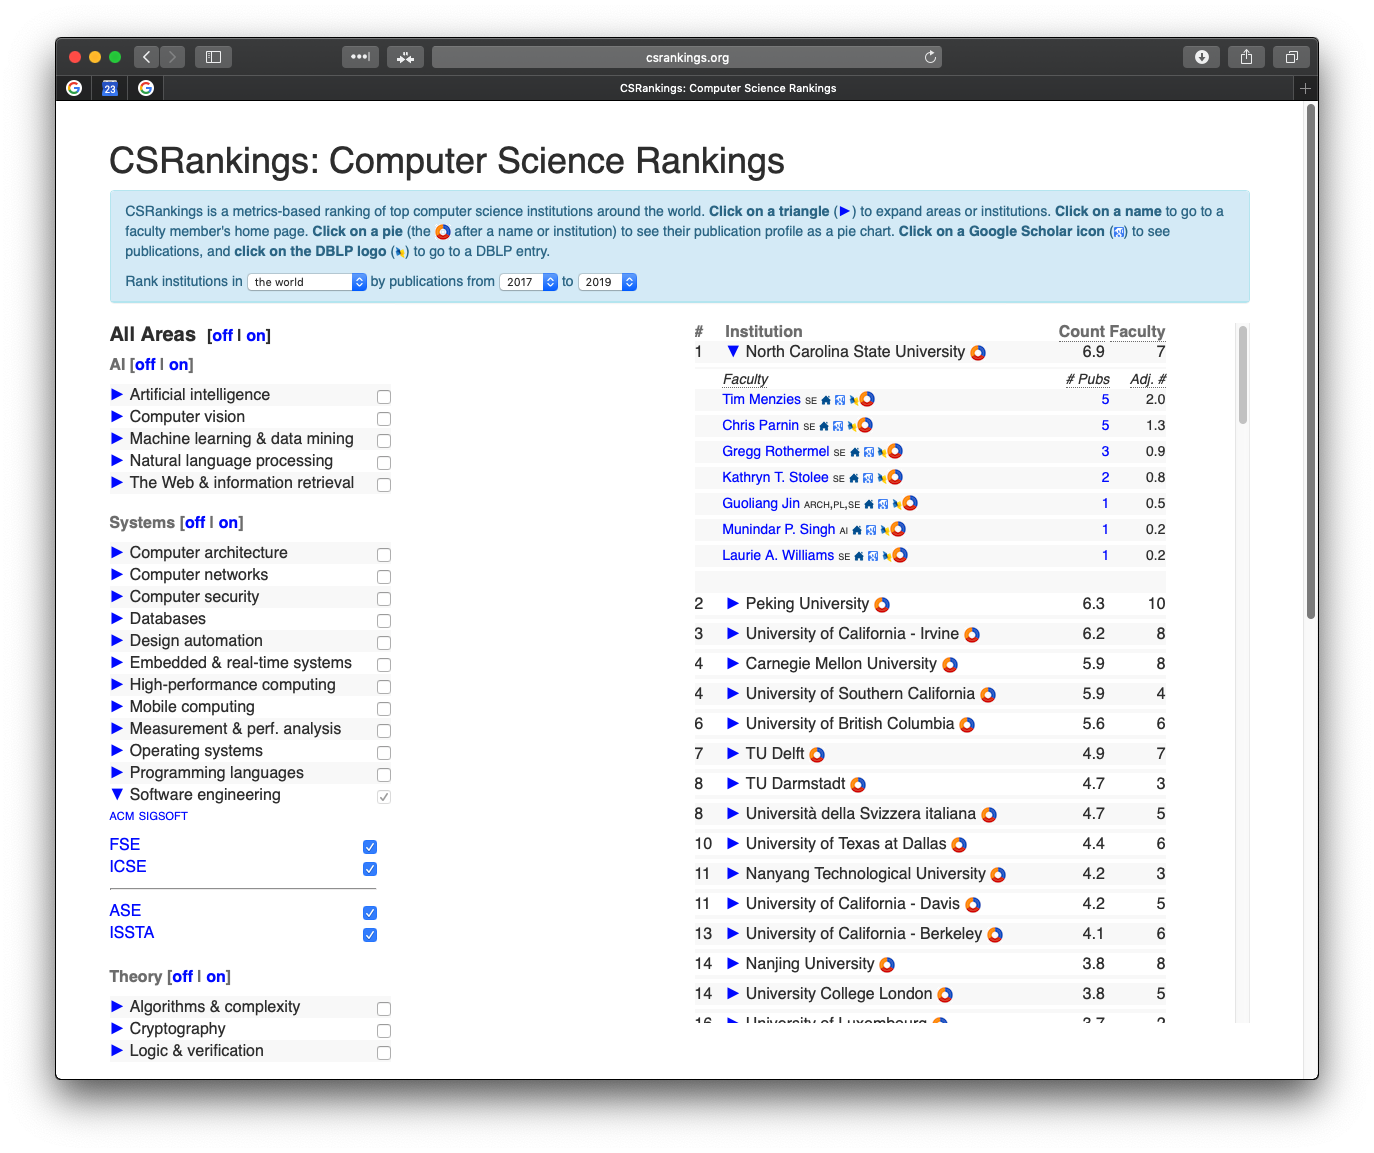 csrankings.org
23
CSRankings: Computer Science Rankings
CSRankings: Computer Science Rankings
CSRankings is a metrics-based ranking of top computer science institutions around the world. Click on a triangle (▶) to expand areas or institutions. Click on a name to go to a
faculty member's home page. Click on a pie (the after a name or institution) to see their publication profile as a pie chart. Click on a Google Scholar icon () to see
publications, and click on the DBLP logo () to go to a DBLP entry.
Rank institutions in the world by publications from 2017 to 2019
All Areas [off | on]
AI [off | on]
▶ Artificial intelligence
▶ Computer vision
▶ Machine learning & data mining
▶ Natural language processing
▶ The Web & information retrieval
Systems [off | on]
▶ Computer architecture
▶ Computer networks
▶ Computer security
▶ Databases
▶ Design automation
▶ Embedded & real-time systems
▶ High-performance computing
▶ Mobile computing
▶ Measurement & perf. analysis
▶ Operating systems
▶ Programming languages
▼ Software engineering
ACM SIGSOFT
FSE
ICSE
ASE
ISSTA
Theory [off | on]
▶ Algorithms & complexity
▶ Cryptography
▶ Logic & verification
# Institution Count Faculty
1 ▼ North Carolina State University 6.9 7
Faculty # Pubs Adj. #
Tim Menzies SE 5 2.0
Chris Parnin SE 5 1.3
Gregg Rothermel SE 3 0.9
Kathryn T. Stolee SE 2 0.8
Guoliang Jin ARCH,PL,SE 1 0.5
Munindar P. Singh AI 1 0.2
Laurie A. Williams SE 1 0.2
2 ▶ Peking University 6.3 10
3 ▶ University of California - Irvine 6.2 8
4 ▶ Carnegie Mellon University 5.9 8
4 ▶ University of Southern California 5.9 4
6 ▶ University of British Columbia 5.6 6
7 ▶ TU Delft 4.9 7
8 ▶ TU Darmstadt 4.7 3
8 ▶ Università della Svizzera italiana 4.7 5
10 ▶ University of Texas at Dallas 4.4 6
11 ▶ Nanyang Technological University 4.2 3
11 ▶ University of California - Davis 4.2 5
13 ▶ University of California - Berkeley 4.1 6
14 ▶ Nanjing University 3.8 8
14 ▶ University College London 3.8 5
16 ▶ University of Luxembourg 3.7